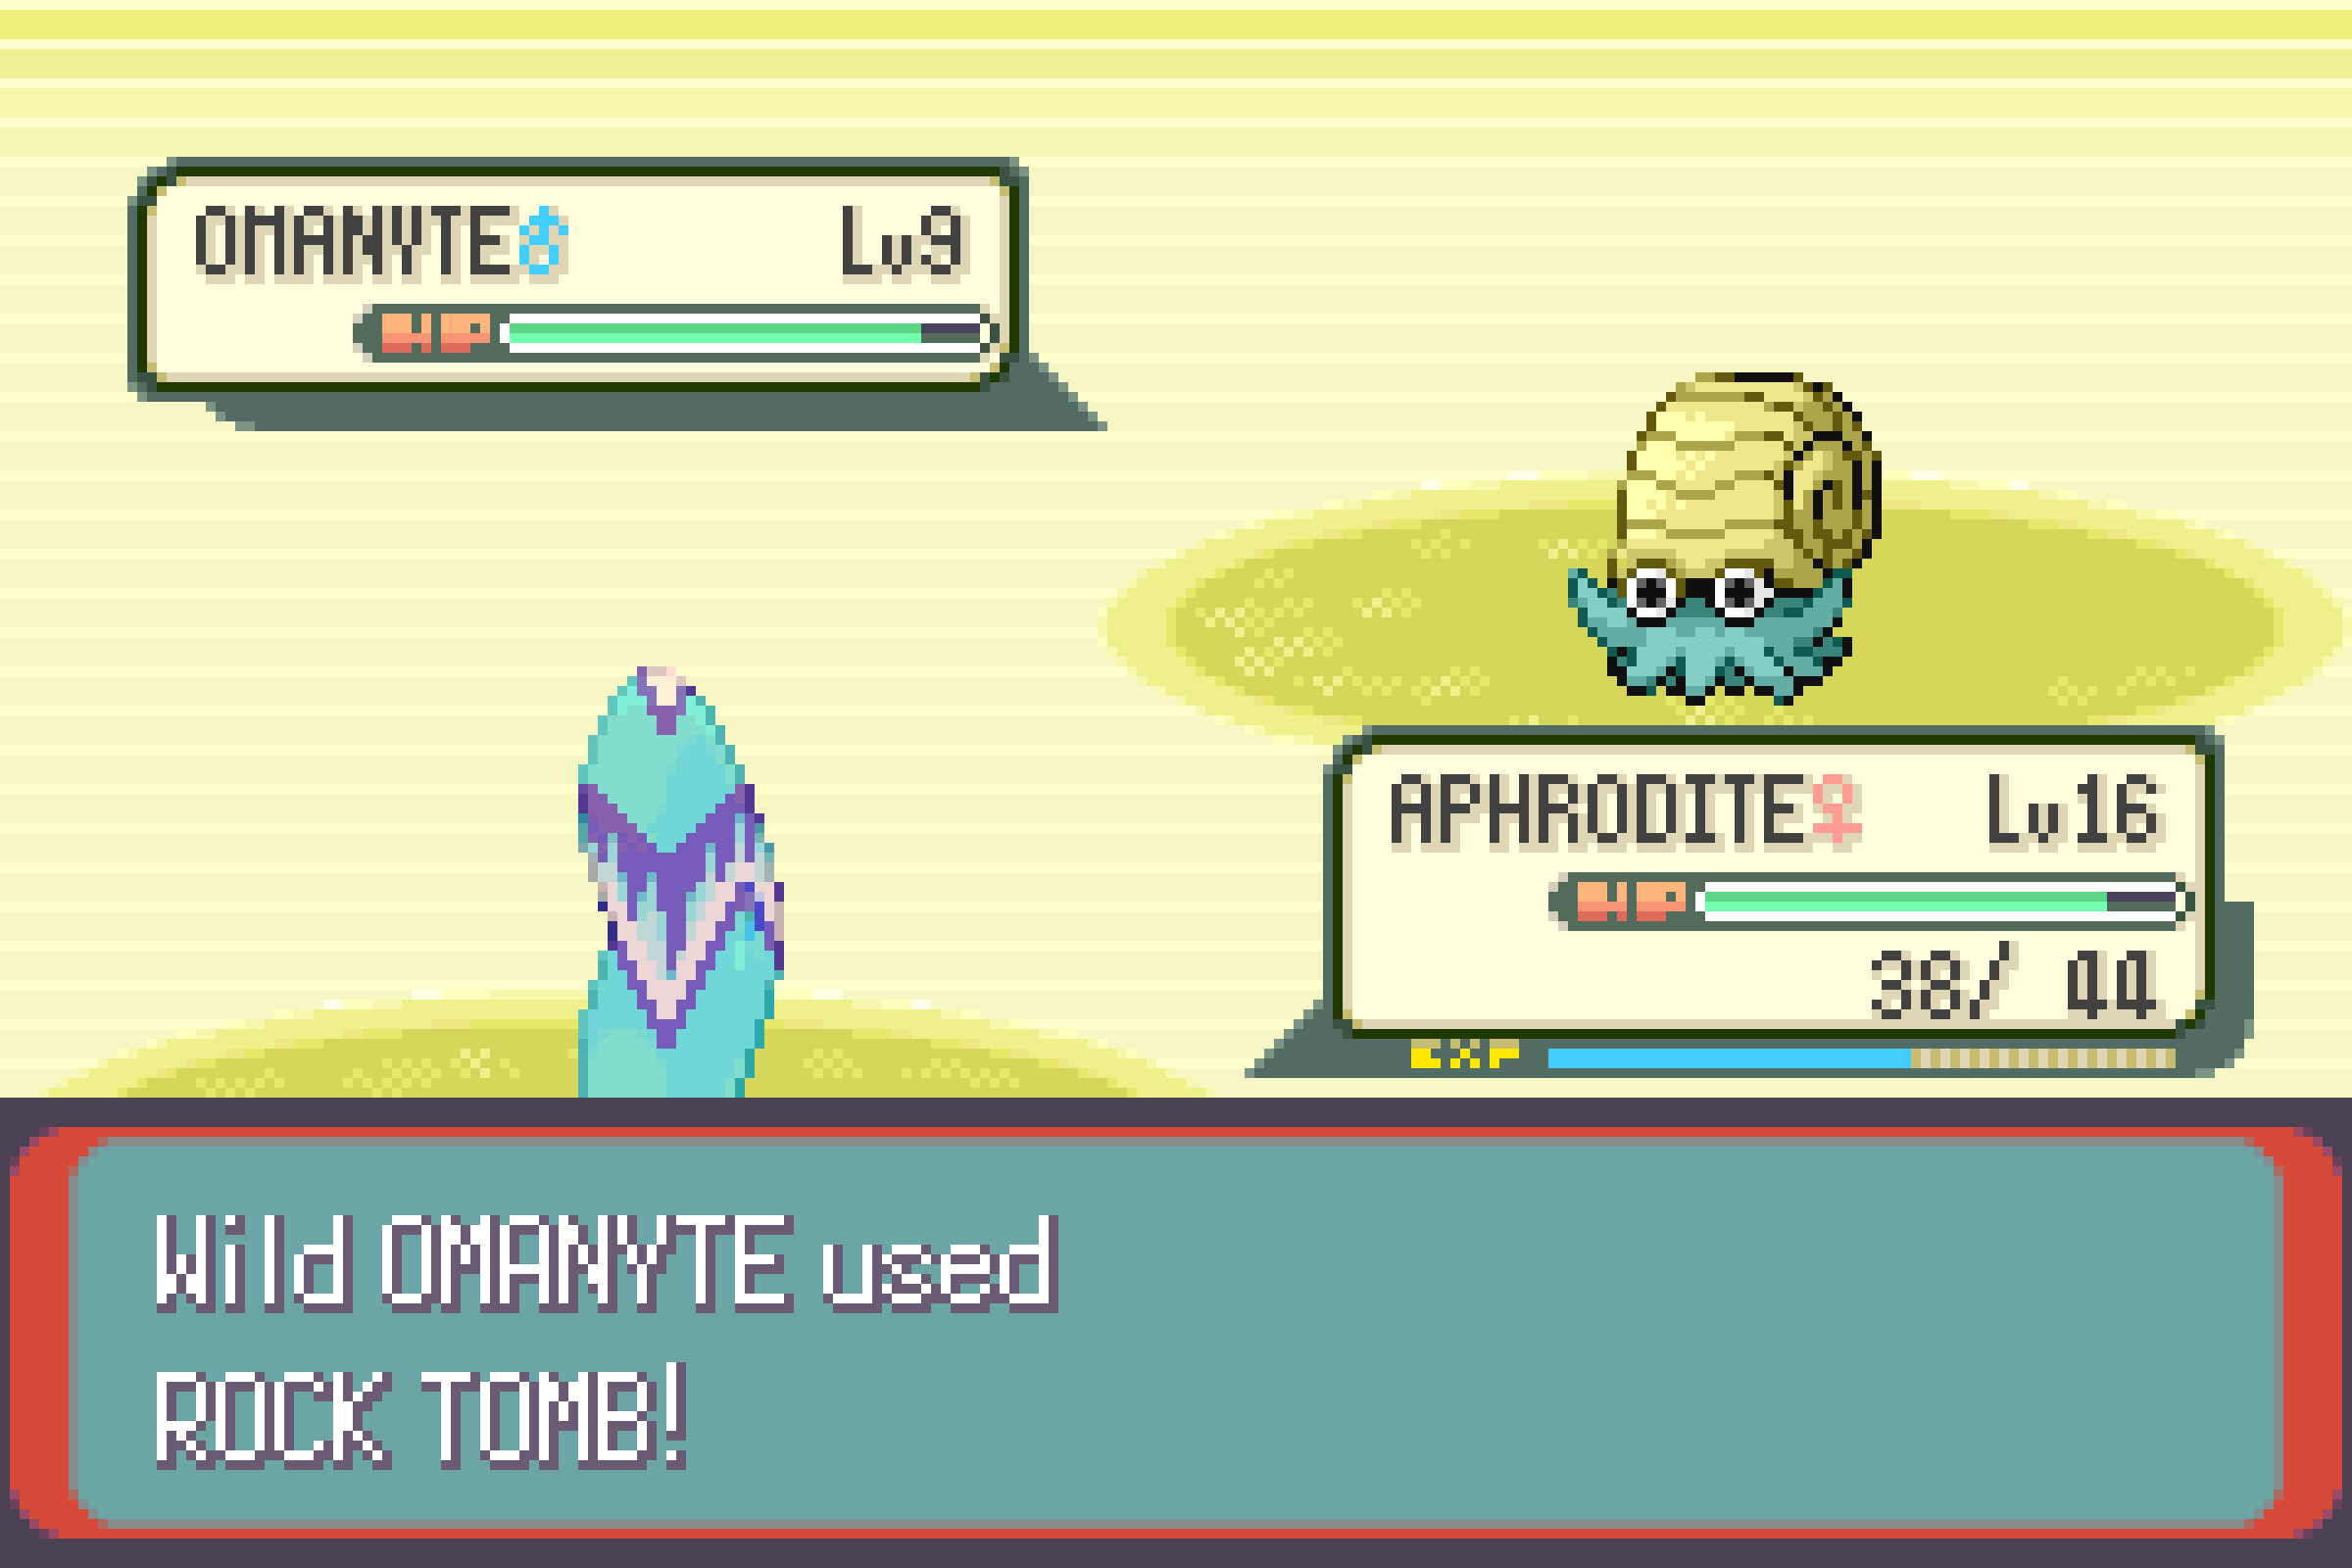 OMANYTE♂ Lv9
HP
APHRODITE♀ Lv16
HP
38/ 44
EXP
Wild OMANYTE used
ROCK TOMB!